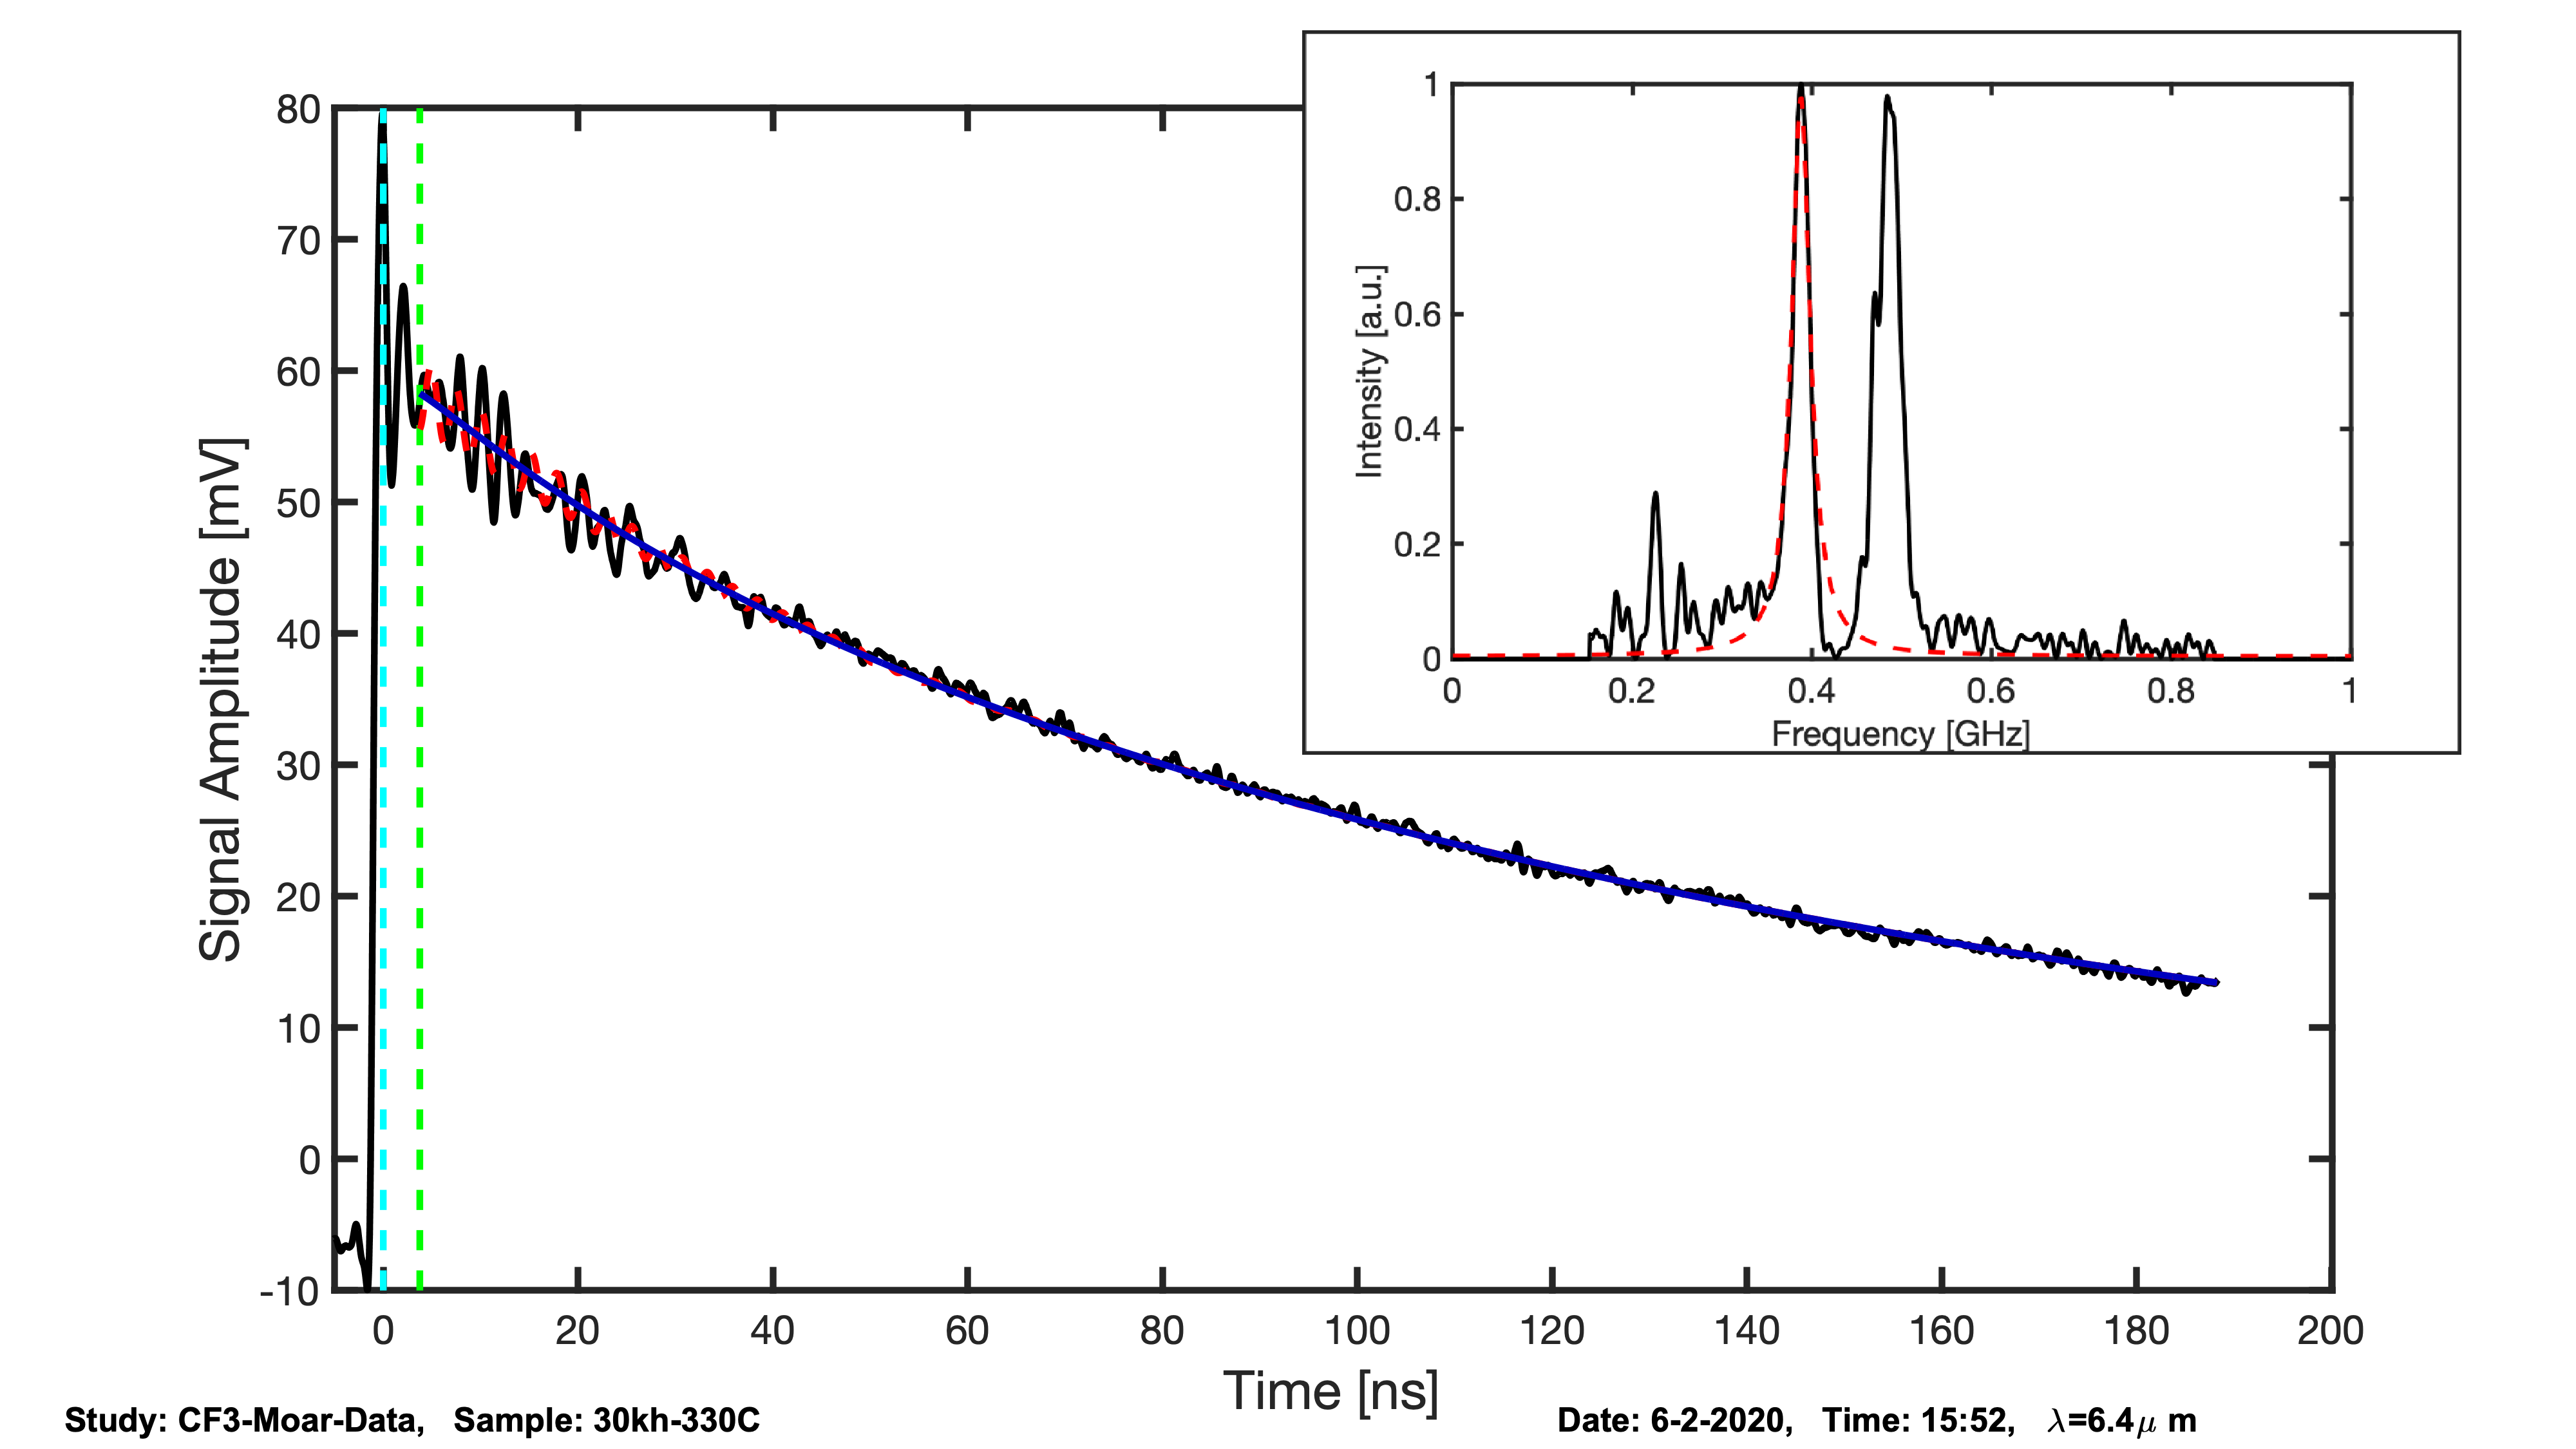 80
70
60
50
40
30
20
10
0
-10
Signal Amplitude [mV]
0 20 40 60 80 100 120 140 160 180 200
Time [ns]
1
0.8
0.6
0.4
0.2
0
Intensity [a.u.]
0 0.2 0.4 0.6 0.8 1
Frequency [GHz]
Study: CF3-Moar-Data, Sample: 30kh-330C
Date: 6-2-2020, Time: 15:52, λ=6.4μ m